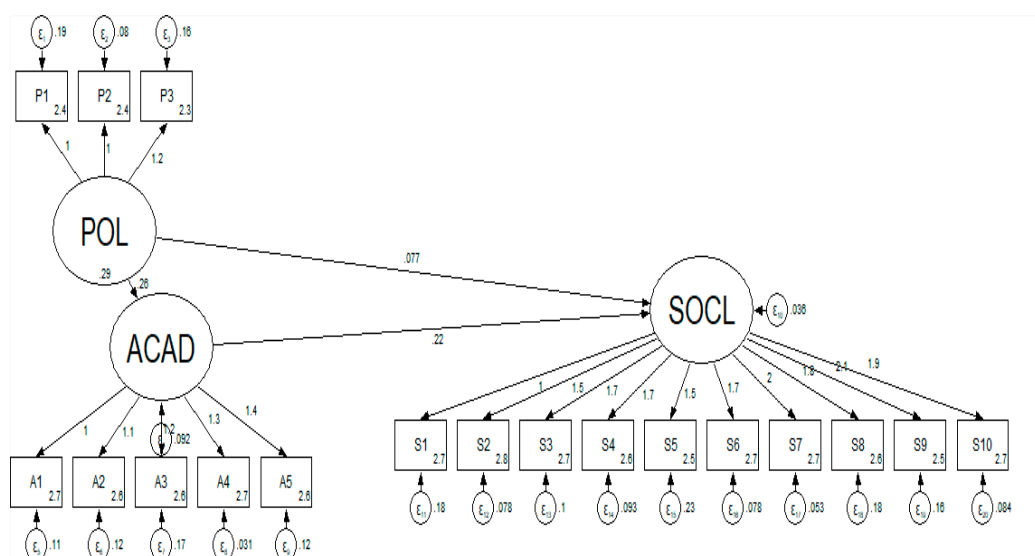 ε₁ .19 ε₂ .08 ε₃ .16
P1 2.4 P2 2.4 P3 2.3
1 1 1.2
POL
.29
.26
.077
ACAD
.22
SOCL
ε₁₀ .036
1 1.1 1.2 1.3 1.4
ε .092
1 1.5 1.7 1.7 1.5 1.7 2 1.8 2.1 1.9
A1 2.7 A2 2.6 A3 2.6 A4 2.7 A5 2.6
S1 2.7 S2 2.8 S3 2.7 S4 2.6 S5 2.5 S6 2.7 S7 2.7 S8 2.6 S9 2.5 S10 2.7
ε₅ .11 ε₆ .12 ε₇ .17 ε₈ .031 ε₉ .12
ε₁₁ .18 ε₁₂ .078 ε₁₃ .1 ε₁₄ .093 ε₁₅ .23 ε₁₆ .078 ε₁₇ .053 ε₁₈ .18 ε₁₉ .16 ε₂₀ .084